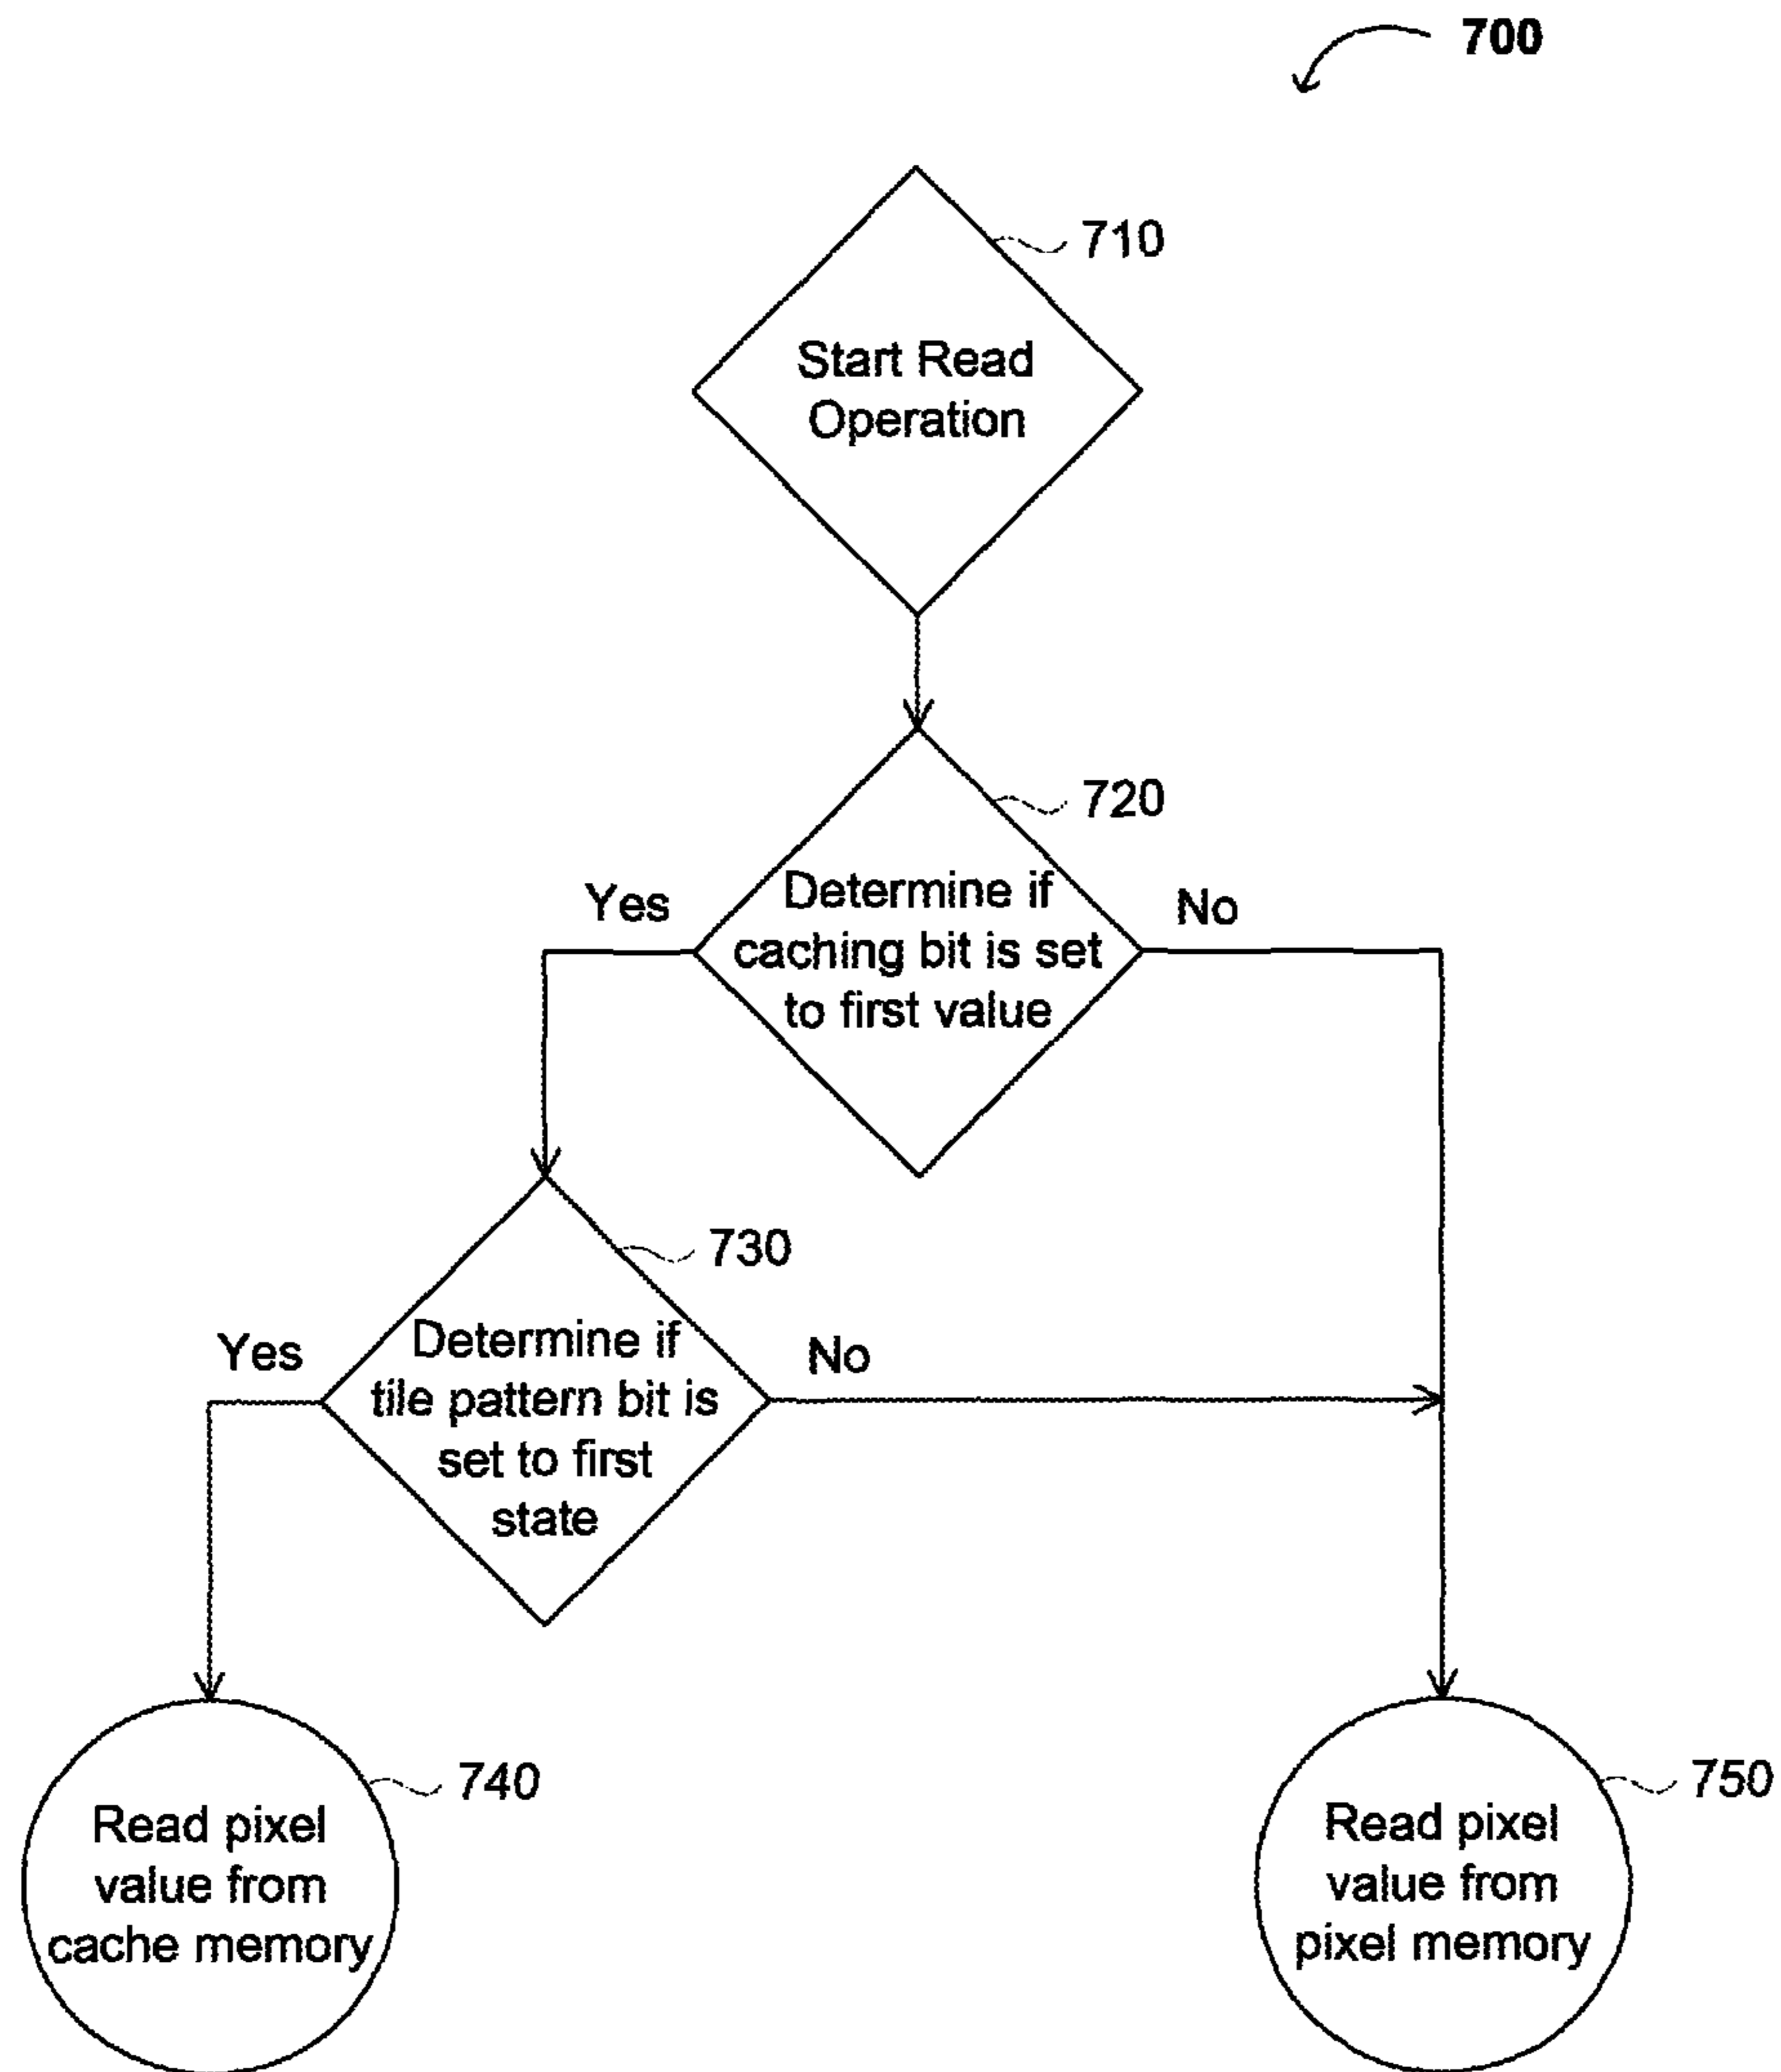 700
710
Start Read
Operation
720
Yes
Determine if
caching bit is set
to first value
No
730
Yes
Determine if
tile pattern bit is
set to first
state
No
740
Read pixel
value from
cache memory
750
Read pixel
value from
pixel memory